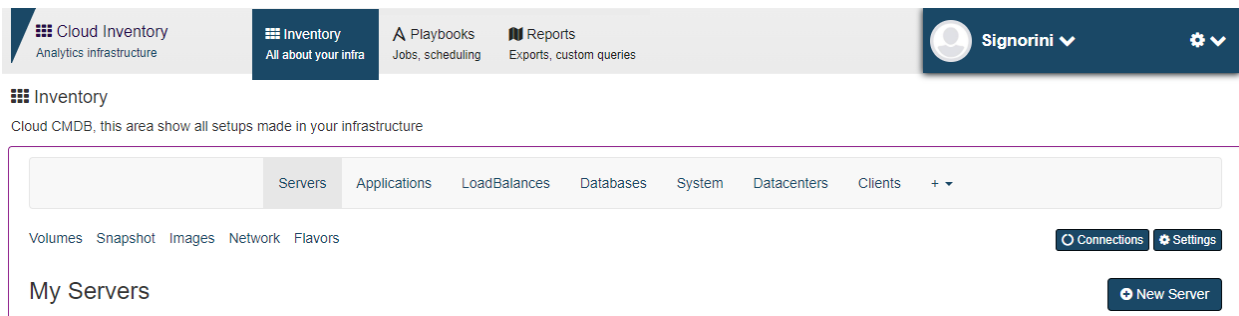 Cloud Inventory
Analytics infrastructure
Inventory
All about your infra
Playbooks
Jobs, scheduling
Reports
Exports, custom queries
Signorini
Inventory
Cloud CMDB, this area show all setups made in your infrastructure
Servers Applications LoadBalances Databases System Datacenters Clients +
Volumes Snapshot Images Network Flavors
Connections Settings
My Servers
New Server